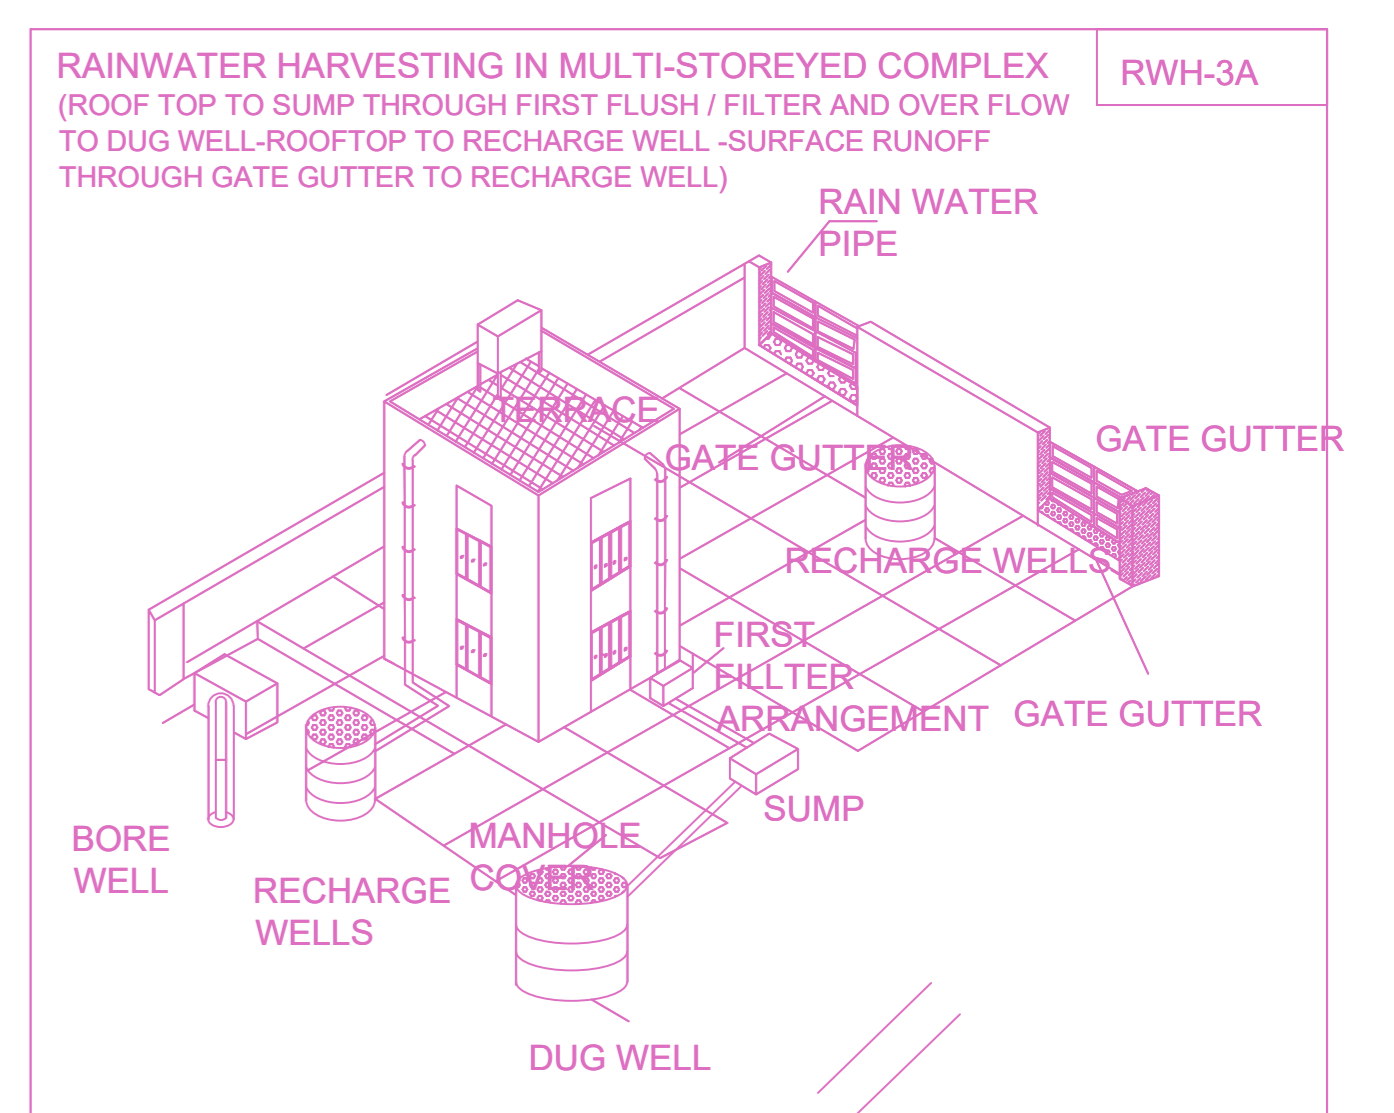 RAINWATER HARVESTING IN MULTI-STOREYED COMPLEX
RWH-3A
(ROOF TOP TO SUMP THROUGH FIRST FLUSH / FILTER AND OVER FLOW
TO DUG WELL-ROOFTOP TO RECHARGE WELL -SURFACE RUNOFF
THROUGH GATE GUTTER TO RECHARGE WELL)
RAIN WATER
PIPE
TERRACE
GATE GUTTER
GATE GUTTER
RECHARGE WELLS
FIRST
FILLTER
ARRANGEMENT
GATE GUTTER
SUMP
BORE
WELL
MANHOLE
COVER
RECHARGE
WELLS
DUG WELL